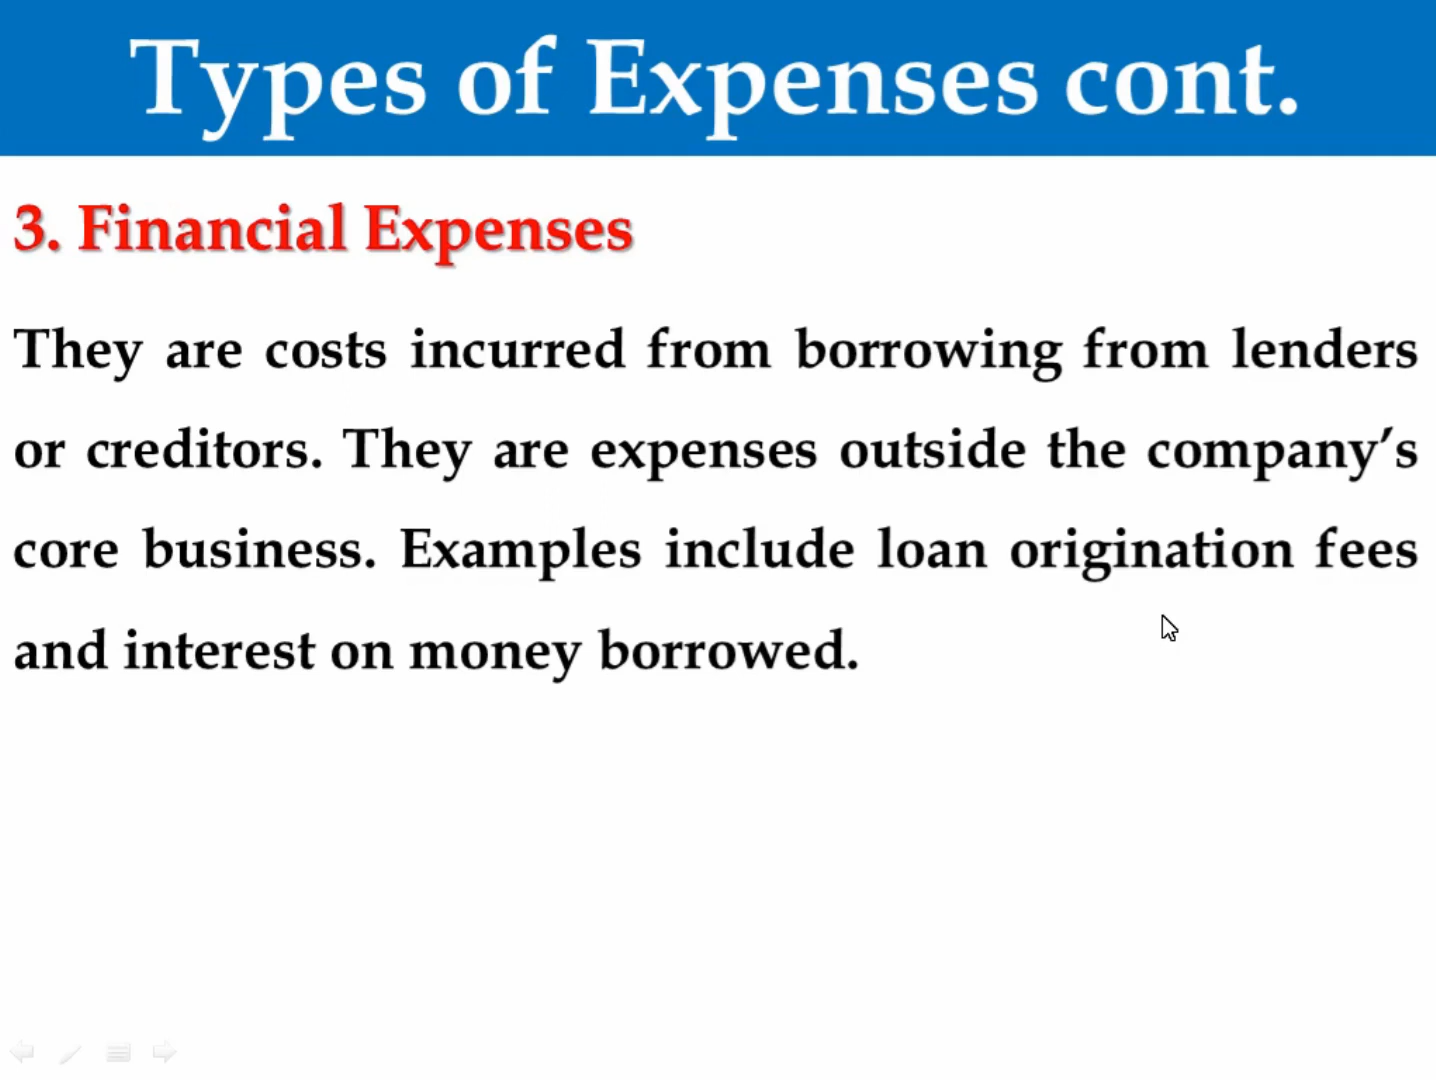 Types of Expenses cont.
3. Financial Expenses
They are costs incurred from borrowing from lenders
or creditors. They are expenses outside the company’s
core business. Examples include loan origination fees
and interest on money borrowed.